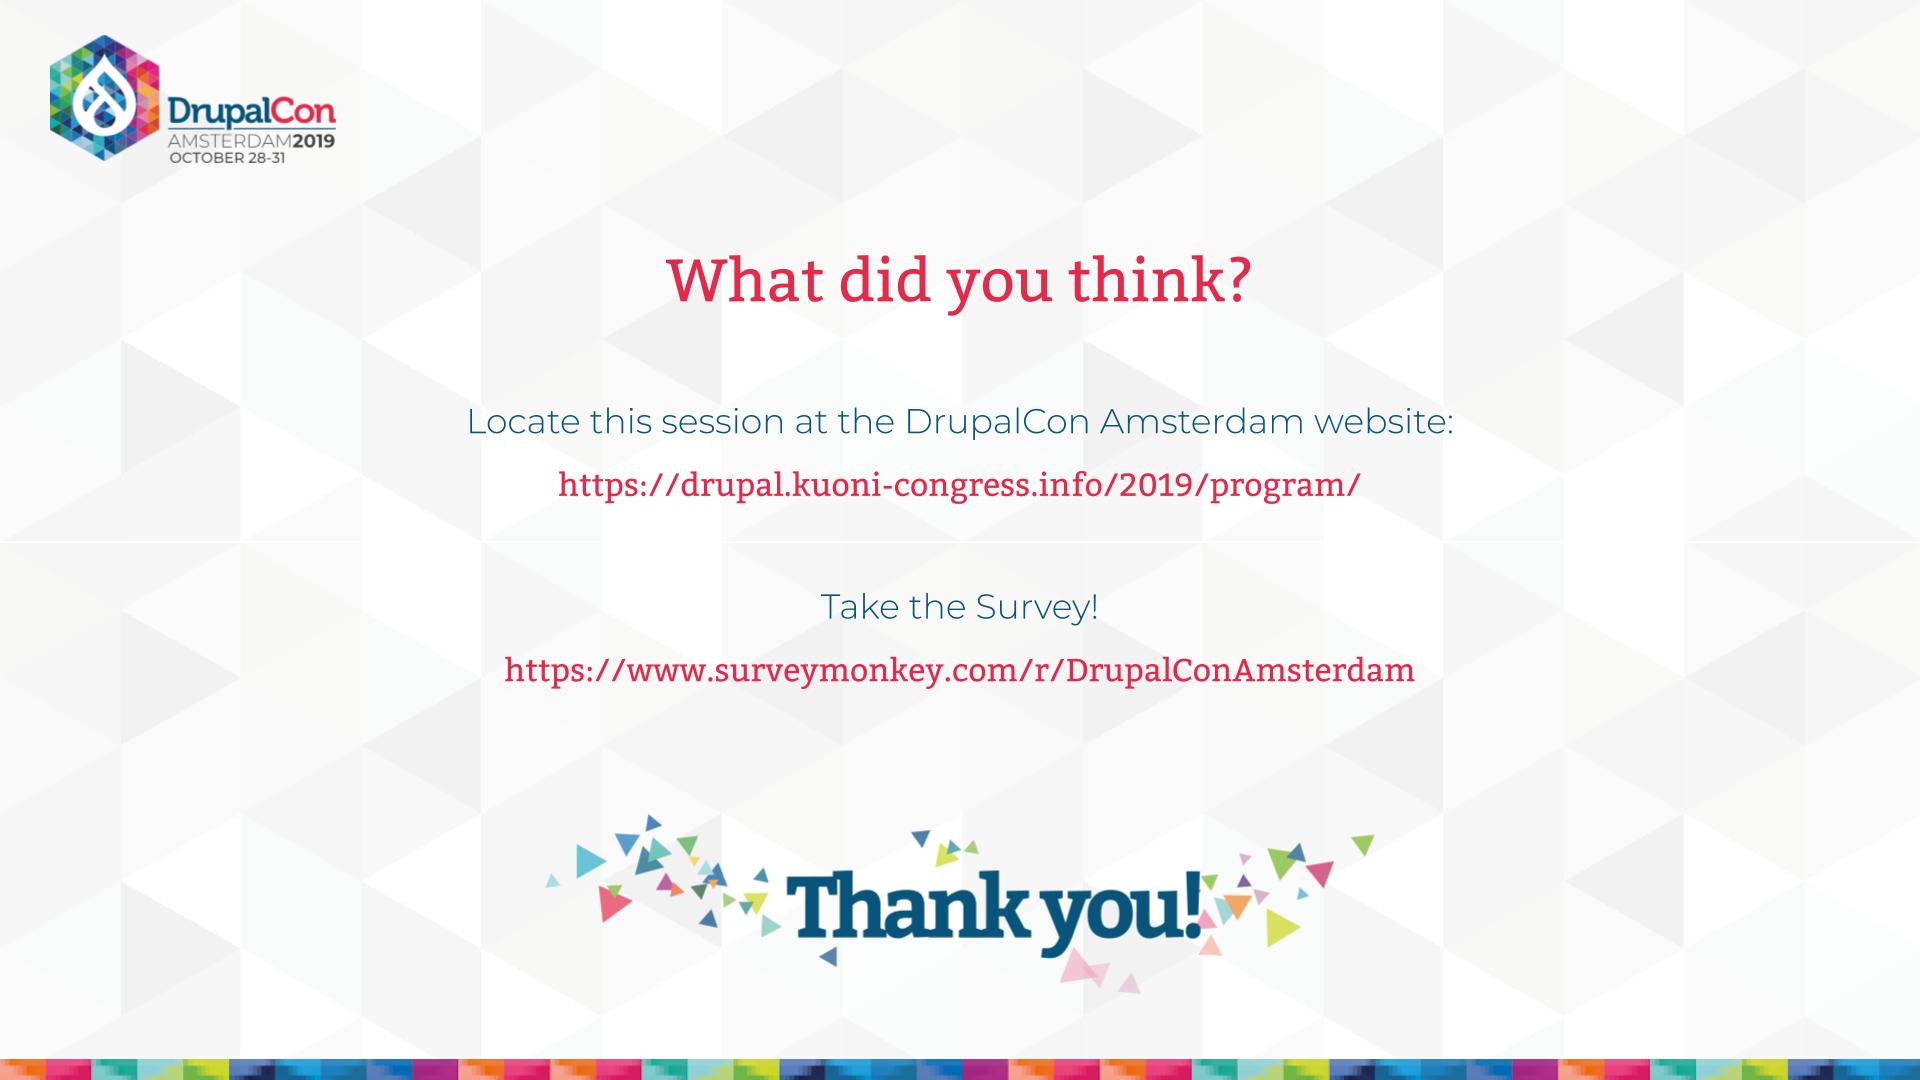 DrupalCon
AMSTERDAM2019
OCTOBER 28-31
What did you think?
Locate this session at the DrupalCon Amsterdam website:
https://drupal.kuoni-congress.info/2019/program/
Take the Survey!
https://www.surveymonkey.com/r/DrupalConAmsterdam
Thank you!